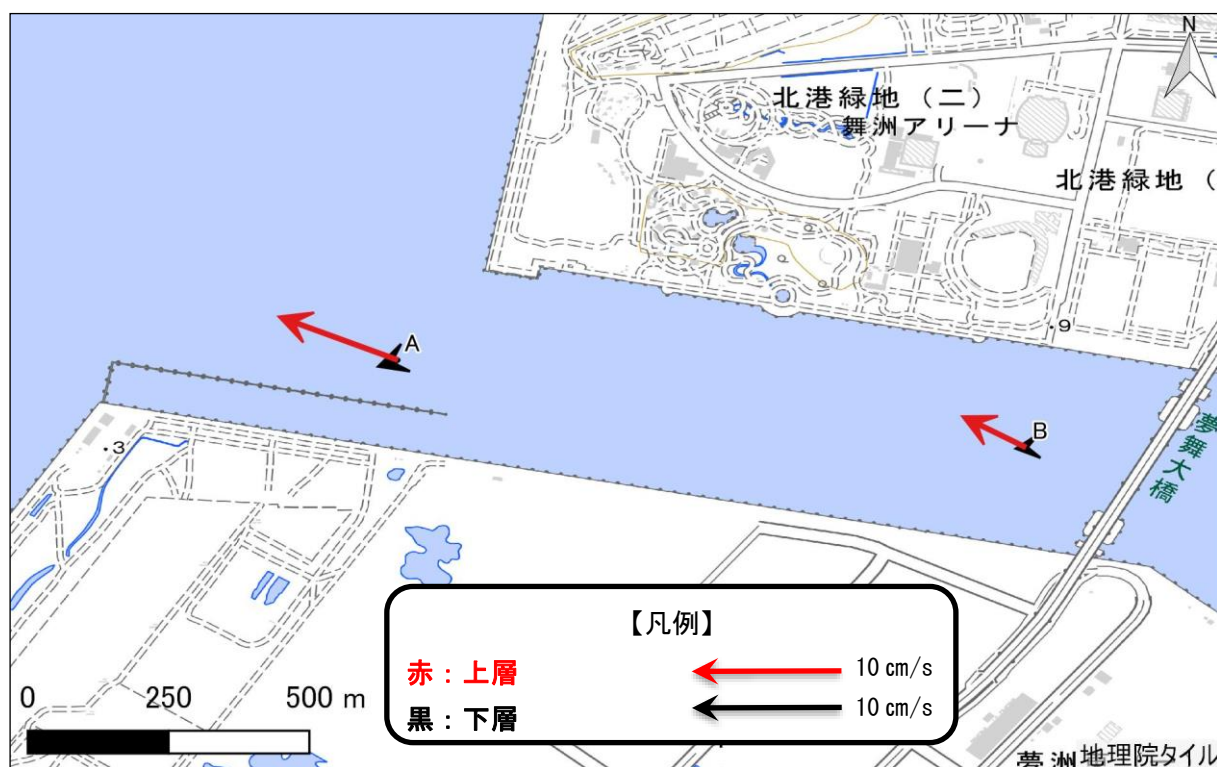 N
北港緑地（二）
舞洲アリーナ
北港緑地（
A
.9
B
夢舞大橋
.3
【凡例】
赤：上層 10 cm/s
黒：下層 10 cm/s
0 250 500 m
夢洲
地理院タイル